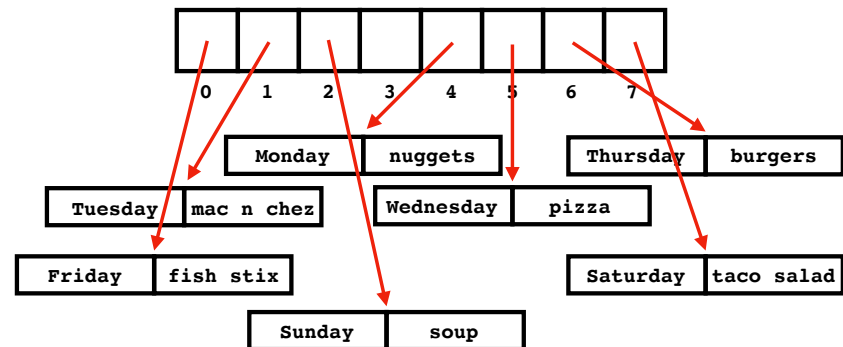 0 1 2 3 4 5 6 7
Monday nuggets Thursday burgers
Tuesday mac n chez Wednesday pizza
Friday fish stix Saturday taco salad
Sunday soup